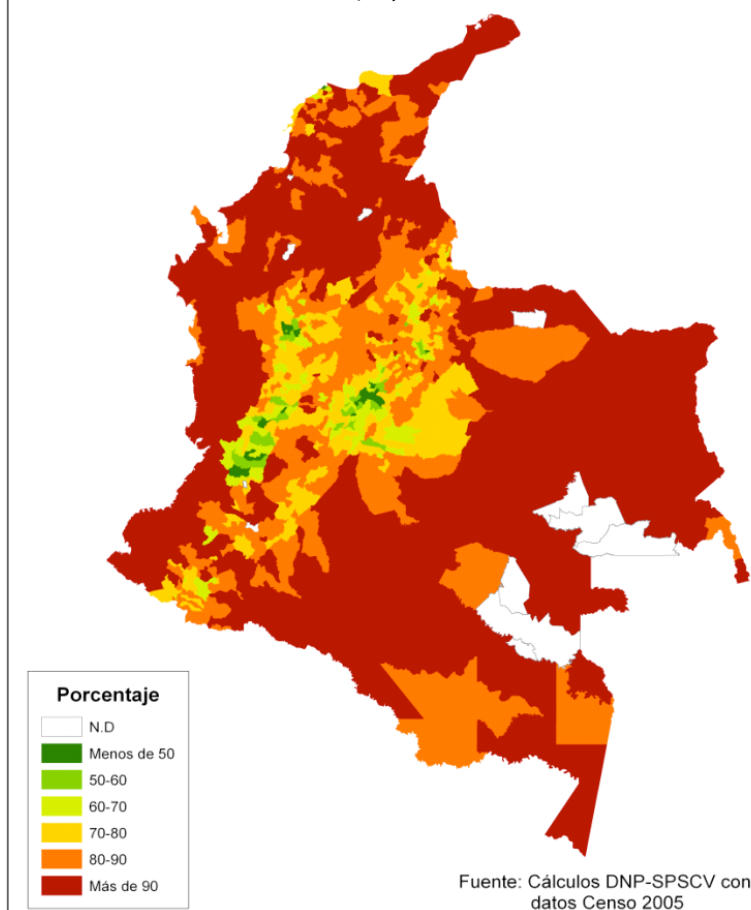 Porcentaje
N.D
Menos de 50
50-60
60-70
70-80
80-90
Más de 90
Fuente: Cálculos DNP-SPSCV con
datos Censo 2005